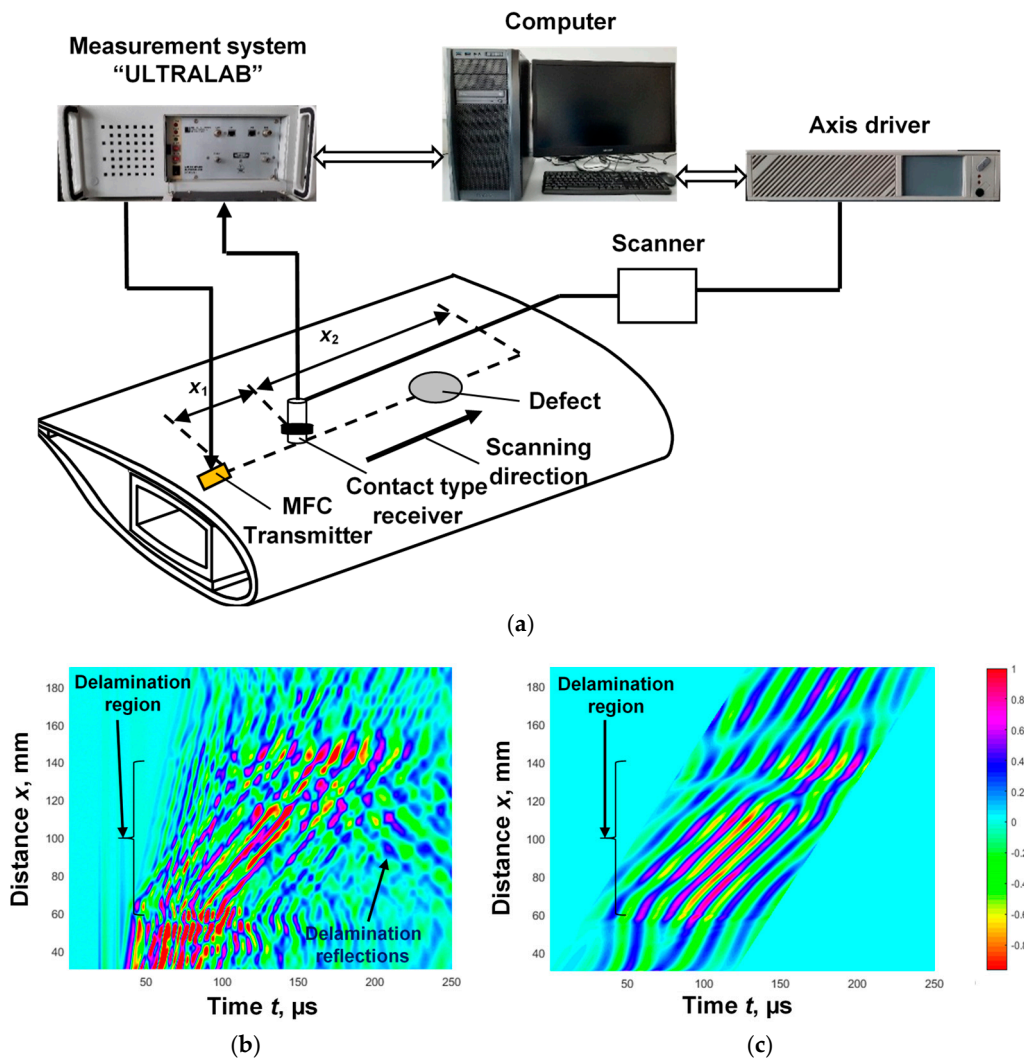 Computer
Measurement system
“ULTRALAB”
Axis driver
Scanner
x2
x1
Defect
Scanning
direction
Contact type
receiver
MFC
Transmitter
(a)
Delamination
region
Delamination
reflections
Distance x, mm
180
160
140
120
100
80
60
40
50
100
150
200
250
Time t, µs
(b)
Delamination
region
Distance x, mm
180
160
140
120
100
80
60
40
50
100
150
200
250
Time t, µs
(c)
1
0.8
0.6
0.4
0.2
0
-0.2
-0.4
-0.6
-0.8